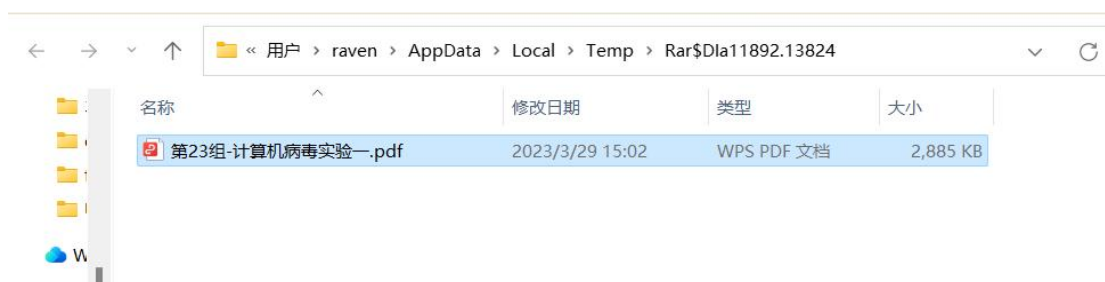 « 用户 › raven › AppData › Local › Temp › Rar$DIa11892.13824
名称 修改日期 类型 大小
第23组-计算机病毒实验一.pdf 2023/3/29 15:02 WPS PDF 文档 2,885 KB
W